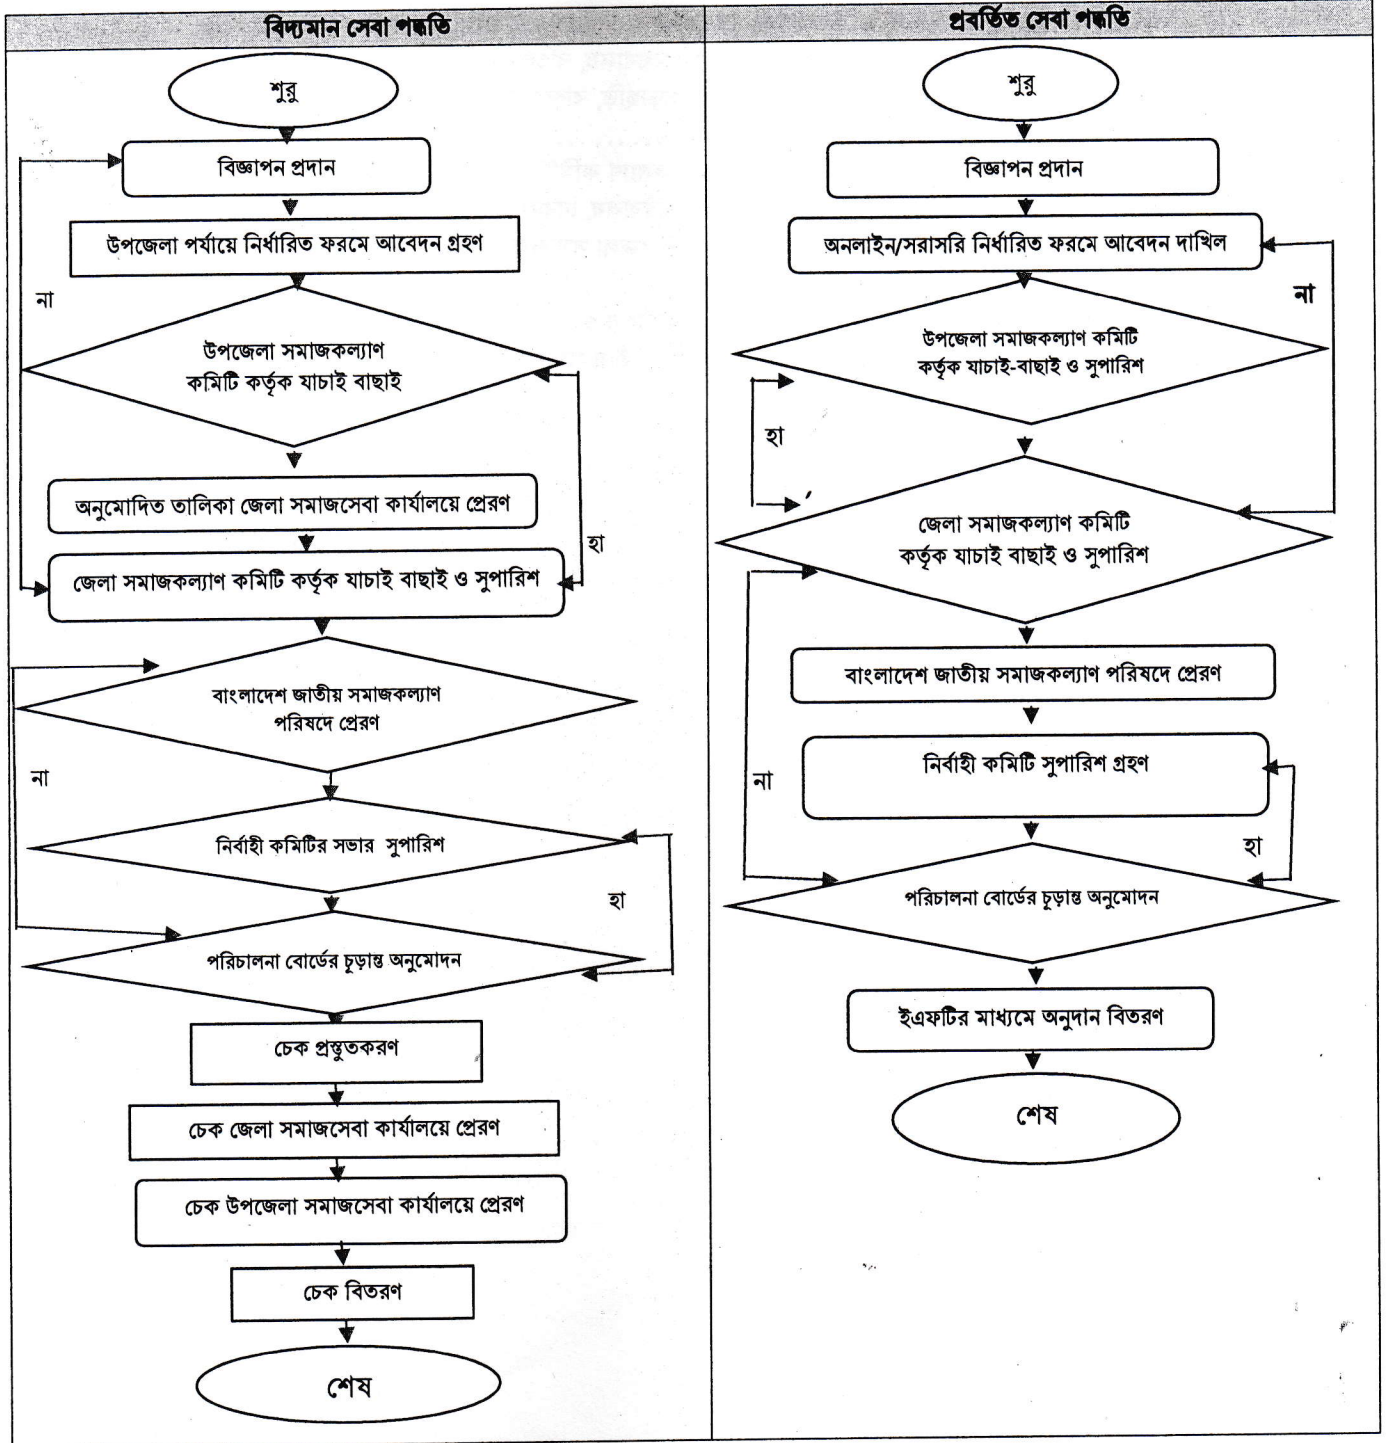 বিদ্যমান সেবা পদ্ধতি
শুরু
বিজ্ঞাপন প্রদান
উপজেলা পর্যায়ে নির্ধারিত ফরমে আবেদন গ্রহণ
না
উপজেলা সমাজকল্যাণ
কমিটি কর্তৃক যাচাই বাছাই
অনুমোদিত তালিকা জেলা সমাজসেবা কার্যালয়ে প্রেরণ
হা
জেলা সমাজকল্যাণ কমিটি কর্তৃক যাচাই বাছাই ও সুপারিশ
বাংলাদেশ জাতীয় সমাজকল্যাণ
পরিষদে প্রেরণ
না
নির্বাহী কমিটির সভার সুপারিশ
হা
পরিচালনা বোর্ডের চূড়ান্ত অনুমোদন
চেক প্রস্তুতকরণ
চেক জেলা সমাজসেবা কার্যালয়ে প্রেরণ
চেক উপজেলা সমাজসেবা কার্যালয়ে প্রেরণ
চেক বিতরণ
শেষ
প্রবর্তিত সেবা পদ্ধতি
শুরু
বিজ্ঞাপন প্রদান
অনলাইন/সরাসরি নির্ধারিত ফরমে আবেদন দাখিল
না
উপজেলা সমাজকল্যাণ কমিটি
কর্তৃক যাচাই-বাছাই ও সুপারিশ
হা
জেলা সমাজকল্যাণ কমিটি
কর্তৃক যাচাই বাছাই ও সুপারিশ
বাংলাদেশ জাতীয় সমাজকল্যাণ পরিষদে প্রেরণ
নির্বাহী কমিটি সুপারিশ গ্রহণ
না
হা
পরিচালনা বোর্ডের চূড়ান্ত অনুমোদন
ইএফটির মাধ্যমে অনুদান বিতরণ
শেষ